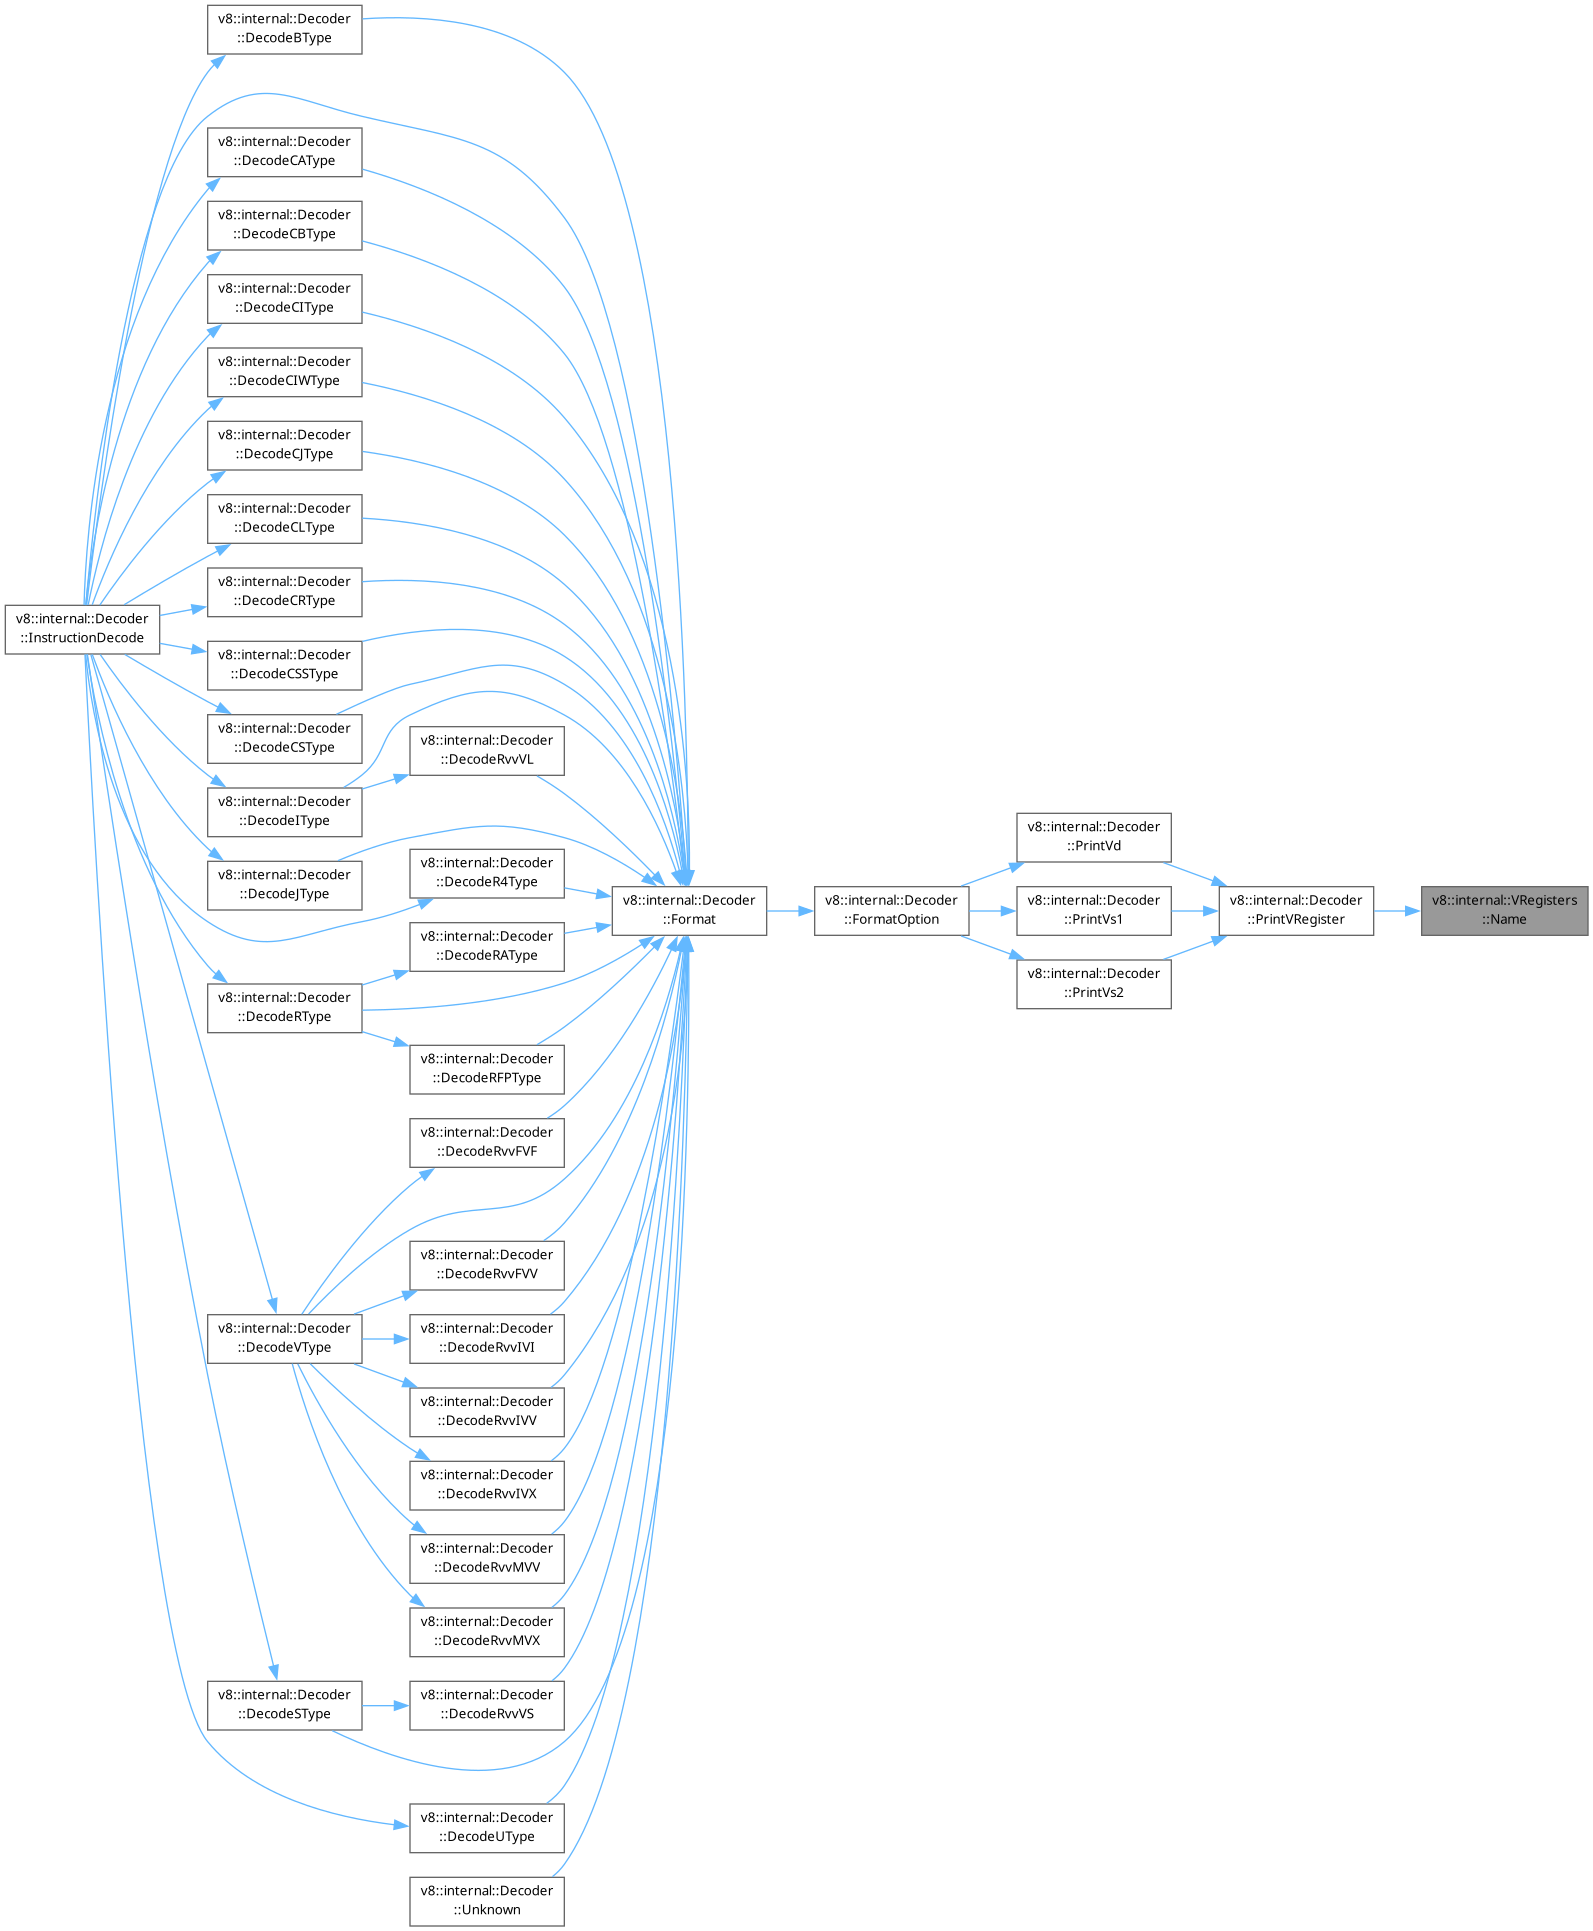 v8::internal::Decoder
::DecodeBType
v8::internal::Decoder
::DecodeCAType
v8::internal::Decoder
::DecodeCBType
v8::internal::Decoder
::DecodeCIType
v8::internal::Decoder
::DecodeCIWType
v8::internal::Decoder
::DecodeCJType
v8::internal::Decoder
::DecodeCLType
v8::internal::Decoder
::DecodeCRType
v8::internal::Decoder
::InstructionDecode
v8::internal::Decoder
::DecodeCSSType
v8::internal::Decoder
::DecodeCSType
v8::internal::Decoder
::DecodeRvvVL
v8::internal::Decoder
::DecodeIType
v8::internal::Decoder
::DecodeJType
v8::internal::Decoder
::DecodeR4Type
v8::internal::Decoder
::Format
v8::internal::Decoder
::FormatOption
v8::internal::Decoder
::PrintVd
v8::internal::Decoder
::PrintVs1
v8::internal::Decoder
::PrintVs2
v8::internal::Decoder
::PrintVRegister
v8::internal::VRegisters
::Name
v8::internal::Decoder
::DecodeRAType
v8::internal::Decoder
::DecodeRType
v8::internal::Decoder
::DecodeRFPType
v8::internal::Decoder
::DecodeRvvFVF
v8::internal::Decoder
::DecodeRvvFVV
v8::internal::Decoder
::DecodeVType
v8::internal::Decoder
::DecodeRvvIVI
v8::internal::Decoder
::DecodeRvvIVV
v8::internal::Decoder
::DecodeRvvIVX
v8::internal::Decoder
::DecodeRvvMVV
v8::internal::Decoder
::DecodeRvvMVX
v8::internal::Decoder
::DecodeSType
v8::internal::Decoder
::DecodeRvvVS
v8::internal::Decoder
::DecodeUType
v8::internal::Decoder
::Unknown